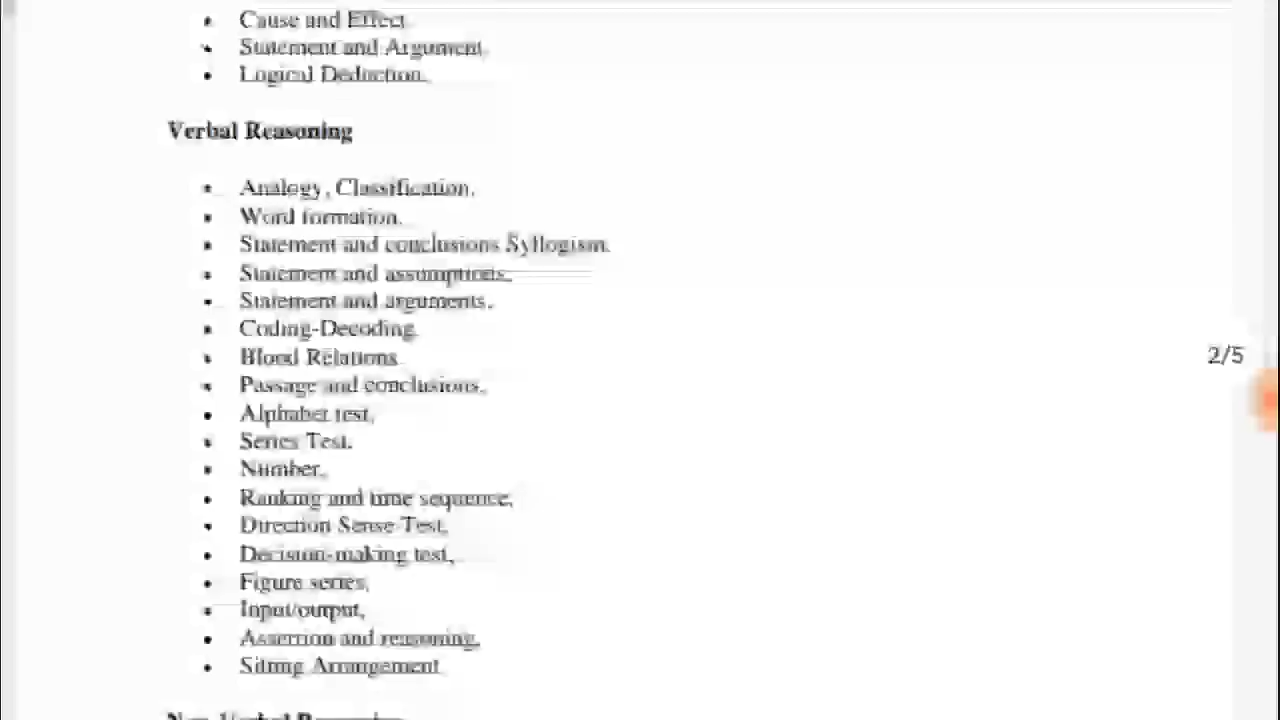 Cause and Effect
Statement and Argument
Logical Deduction.
Verbal Reasoning
Analogy, Classification.
Word formation.
Statement and conclusions Syllogism.
Statement and assumptions.
Statement and arguments.
Coding-Decoding.
Blood Relations
Passage and conclusions.
Alphabet test,
Series Test.
Number,
Ranking and time sequence,
2/5
Direction Sense Test,
Decision-making test,
Figure series,
Input/output,
Assertion and reasoning,
Sitting Arrangement
Non-Verbal Reasoning